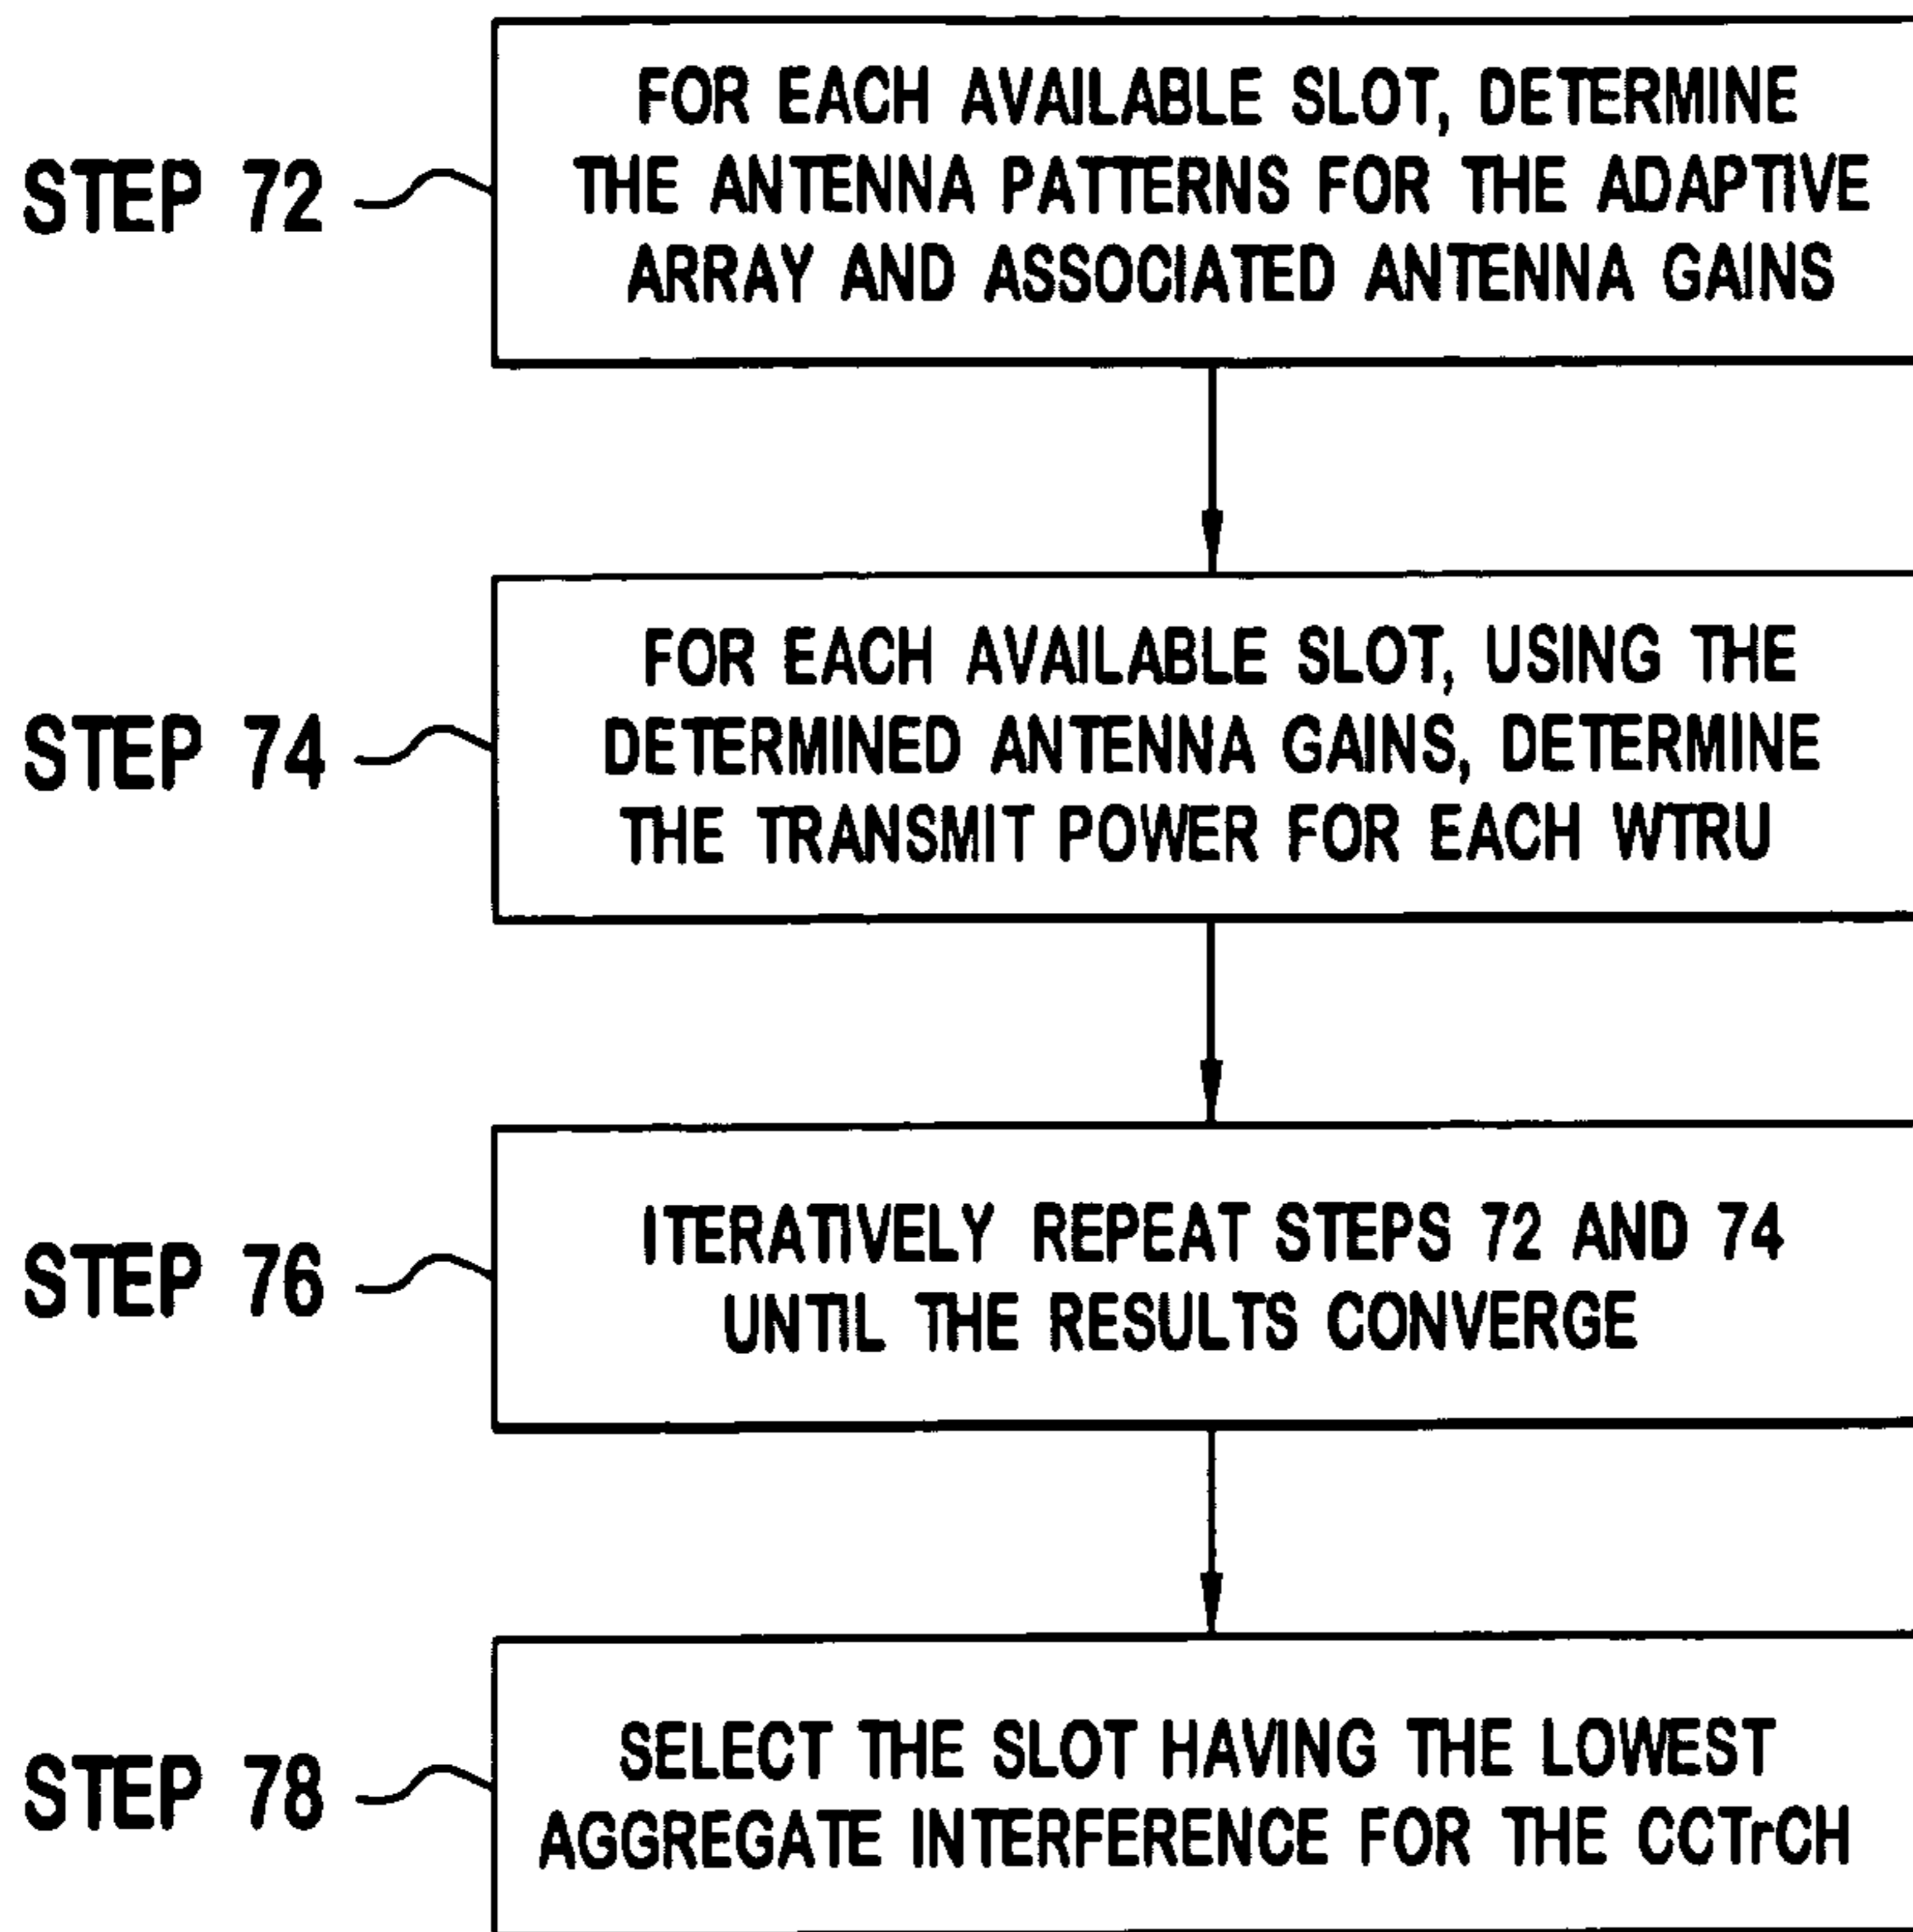 STEP 72
FOR EACH AVAILABLE SLOT, DETERMINE
THE ANTENNA PATTERNS FOR THE ADAPTIVE
ARRAY AND ASSOCIATED ANTENNA GAINS
STEP 74
FOR EACH AVAILABLE SLOT, USING THE
DETERMINED ANTENNA GAINS, DETERMINE
THE TRANSMIT POWER FOR EACH WTRU
STEP 76
ITERATIVELY REPEAT STEPS 72 AND 74
UNTIL THE RESULTS CONVERGE
STEP 78
SELECT THE SLOT HAVING THE LOWEST
AGGREGATE INTERFERENCE FOR THE CCTrCH